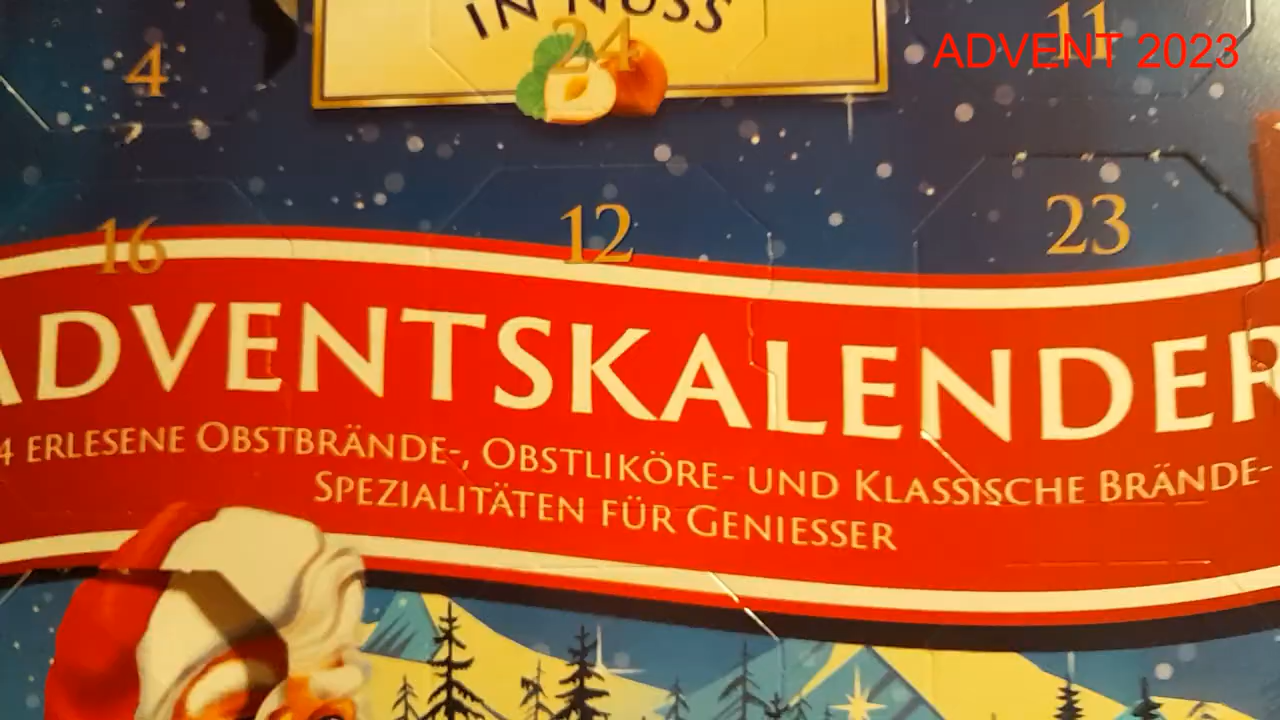 IN NUSS
24
11
ADVENT 2023
4
16
12
23
ADVENTSKALENDER
4 ERLESENE OBSTBRÄNDE-, OBSTLIKÖRE- UND KLASSISCHE BRÄNDE-
SPEZIALITÄTEN FÜR GENIESSER